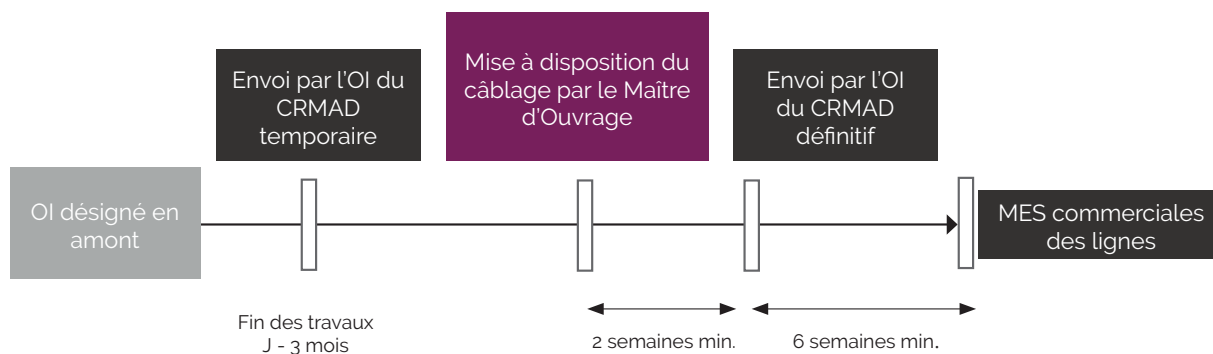 Envoi par l'OI du
CRMAD
temporaire
Mise à disposition du
câblage par le Maître
d'Ouvrage
Envoi par l'OI
du CRMAD
définitif
OI désigné en
amont
MES commerciales
des lignes
Fin des travaux
J - 3 mois
2 semaines min.
6 semaines min.